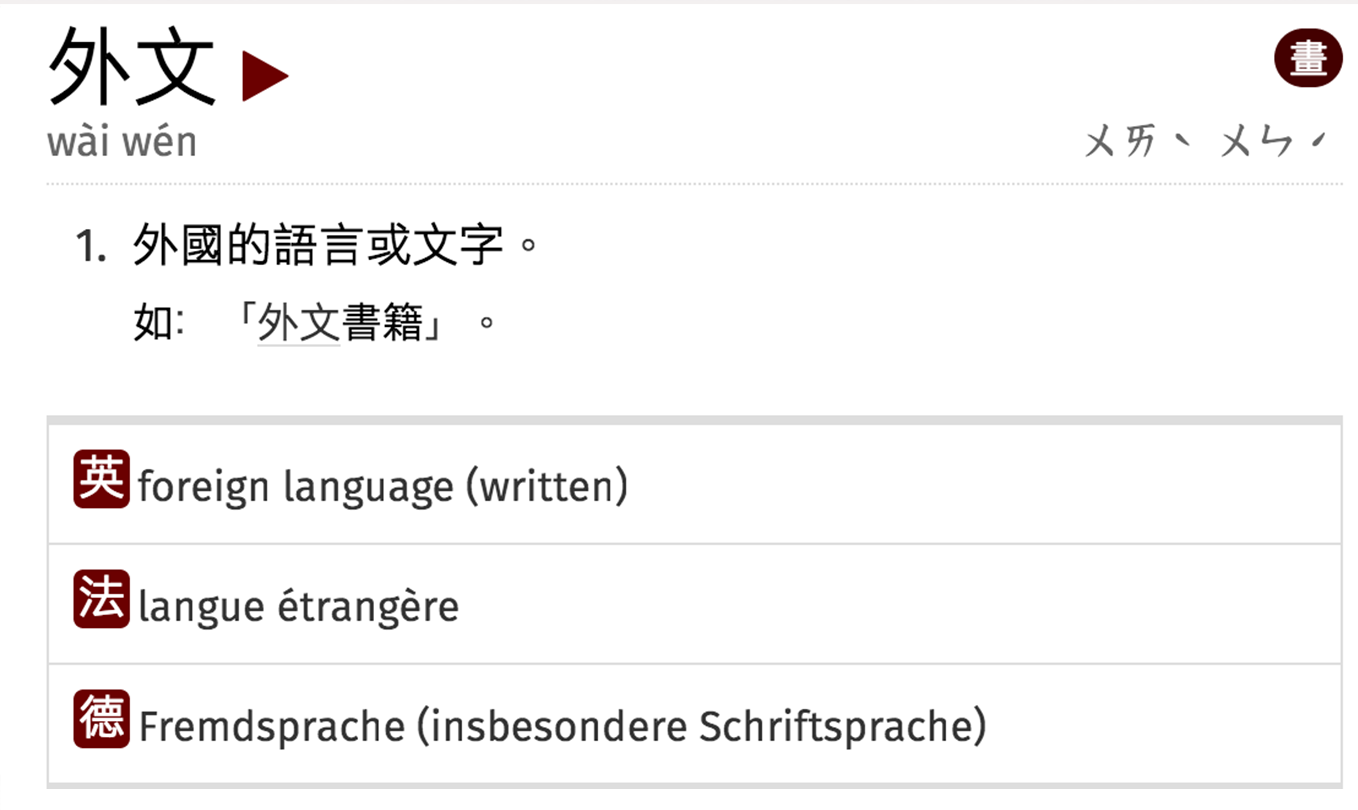 外文 ▶ 畫
wài wén ㄨㄞˋ ㄨㄣˊ
1. 外國的語言或文字。
如: 「外文書籍」。
英 foreign language (written)
法 langue étrangère
德 Fremdsprache (insbesondere Schriftsprache)